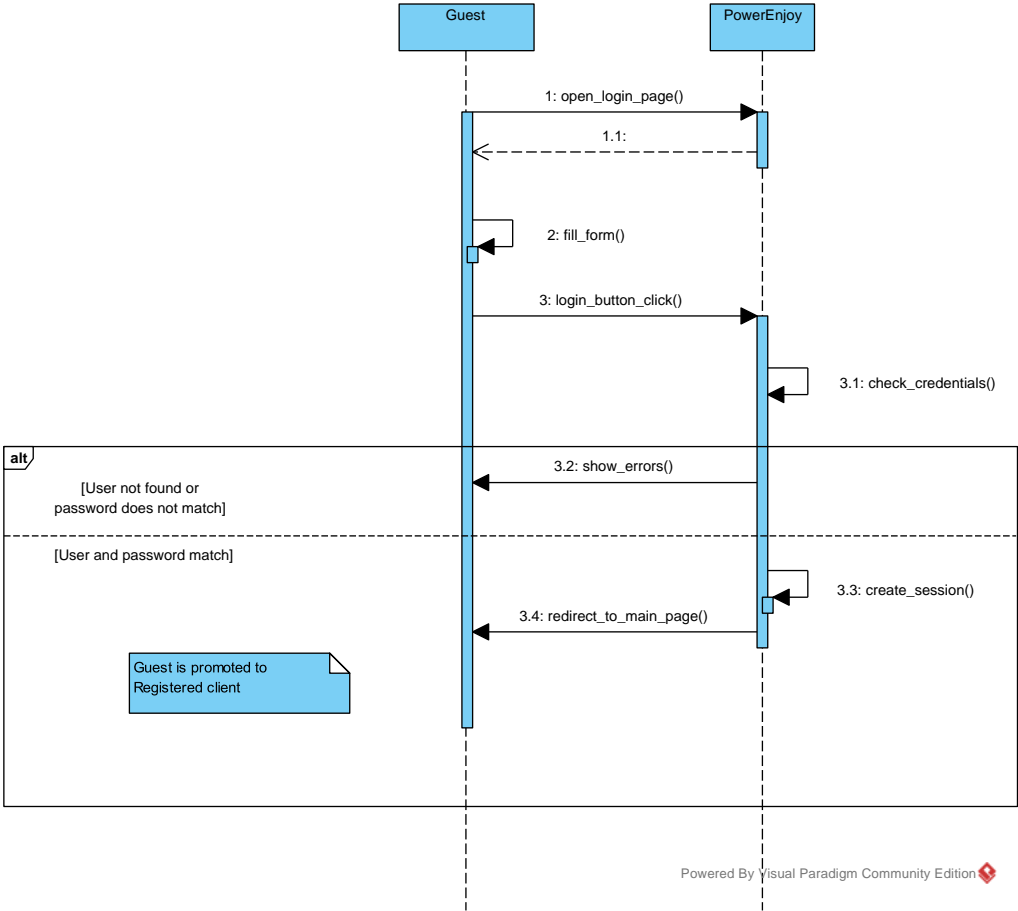 Guest
PowerEnjoy
1: open_login_page()
1.1:
2: fill_form()
3: login_button_click()
3.1: check_credentials()
alt
3.2: show_errors()
[User not found or
password does not match]
[User and password match]
3.3: create_session()
3.4: redirect_to_main_page()
Guest is promoted to
Registered client
Powered By Visual Paradigm Community Edition